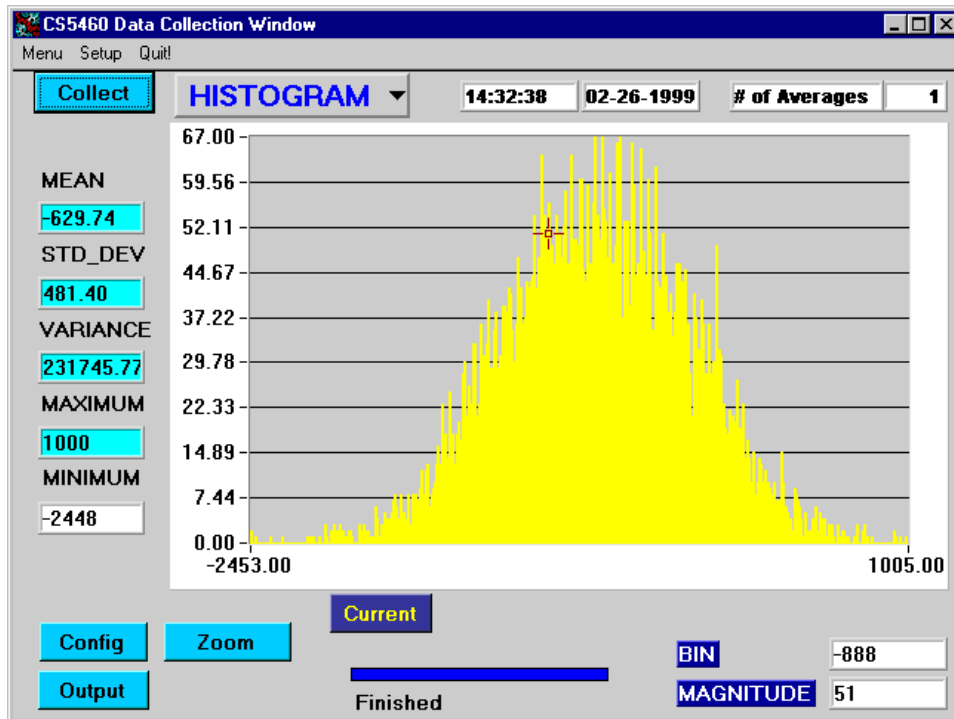 CS5460 Data Collection Window
Menu Setup Quit!
Collect
HISTOGRAM
14:32:38
02-26-1999
# of Averages
1
MEAN
-629.74
STD_DEV
481.40
VARIANCE
231745.77
MAXIMUM
1000
MINIMUM
-2448
67.00
59.56
52.11
44.67
37.22
29.78
22.33
14.89
7.44
0.00
-2453.00
1005.00
Current
Config
Zoom
Output
Finished
BIN
-888
MAGNITUDE
51